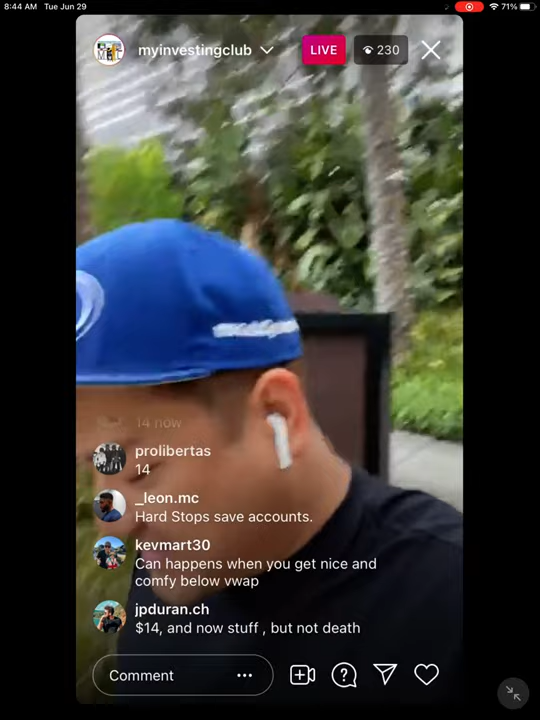 8:44 AM Tue Jun 29
71%
myinvestingclub
LIVE
230
14 now
prolibertas
14
_leon.mc
Hard Stops save accounts.
kevmart30
Can happens when you get nice and
comfy below vwap
jpduran.ch
$14, and now stuff , but not death
Comment